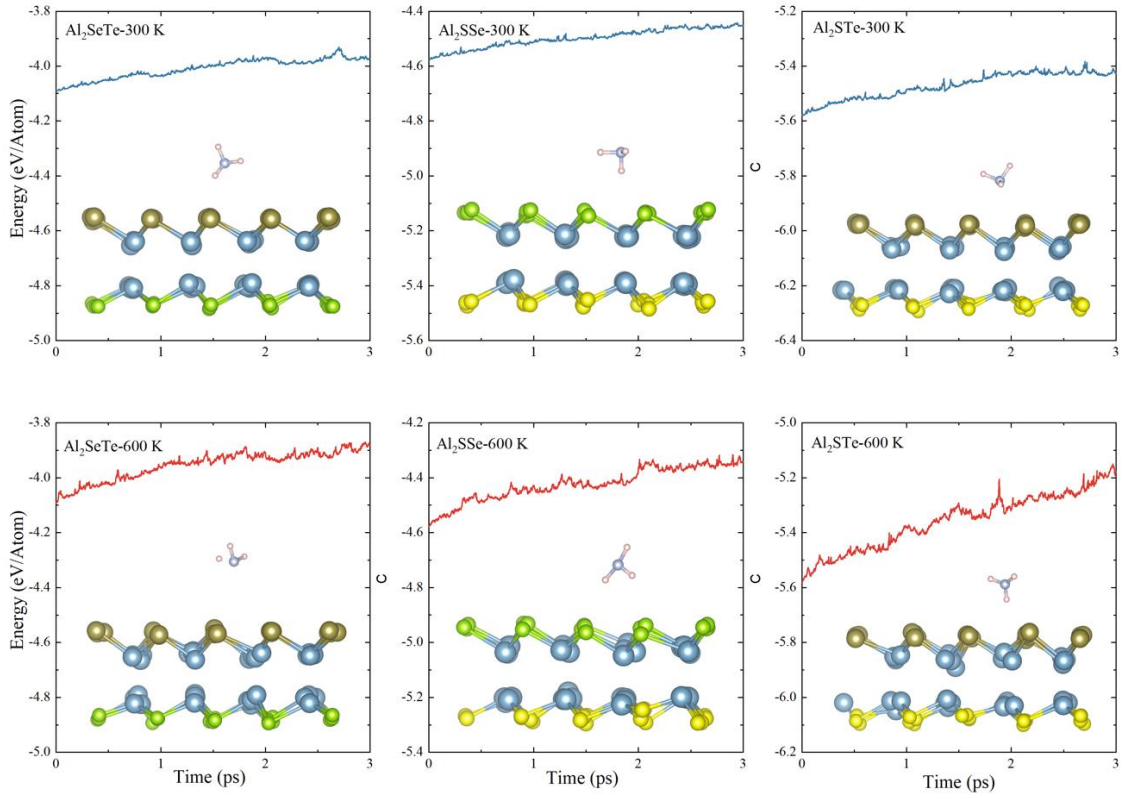 Al₂SeTe-300 K
Al₂SSe-300 K
Al₂STe-300 K
Energy (eV/Atom)
-3.8
-4.0
-4.2
-4.4
-4.6
-4.8
-5.0
0 1 2 3
-4.4
-4.6
-4.8
-5.0
-5.2
-5.4
-5.6
0 1 2 3
C
-5.2
-5.4
-5.6
-5.8
-6.0
-6.2
-6.4
0 1 2 3
Al₂SeTe-600 K
Al₂SSe-600 K
Al₂STe-600 K
Energy (eV/Atom)
-3.8
-4.0
-4.2
-4.4
-4.6
-4.8
-5.0
0 1 2 3
Time (ps)
C
-4.2
-4.4
-4.6
-4.8
-5.0
-5.2
-5.4
0 1 2 3
Time (ps)
C
-5.0
-5.2
-5.4
-5.6
-5.8
-6.0
-6.2
0 1 2 3
Time (ps)